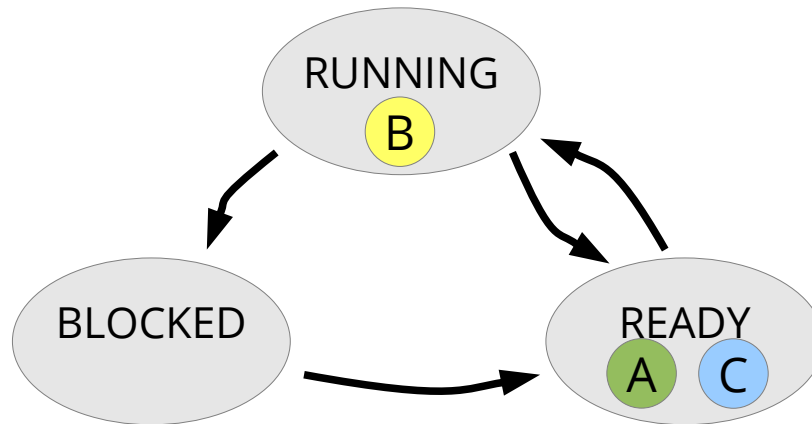 RUNNING
B
BLOCKED
READY
A C